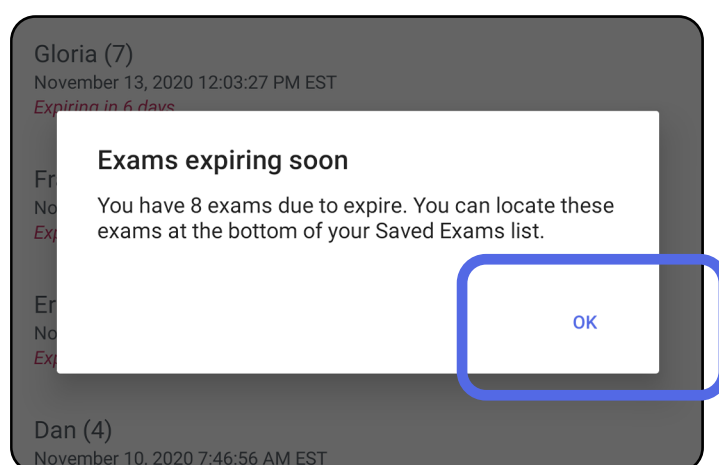 Gloria (7)
November 13, 2020 12:03:27 PM EST
Expiring in 6 days
Exams expiring soon
You have 8 exams due to expire. You can locate these
exams at the bottom of your Saved Exams list.
OK
Dan (4)
November 10, 2020 7:46:56 AM EST